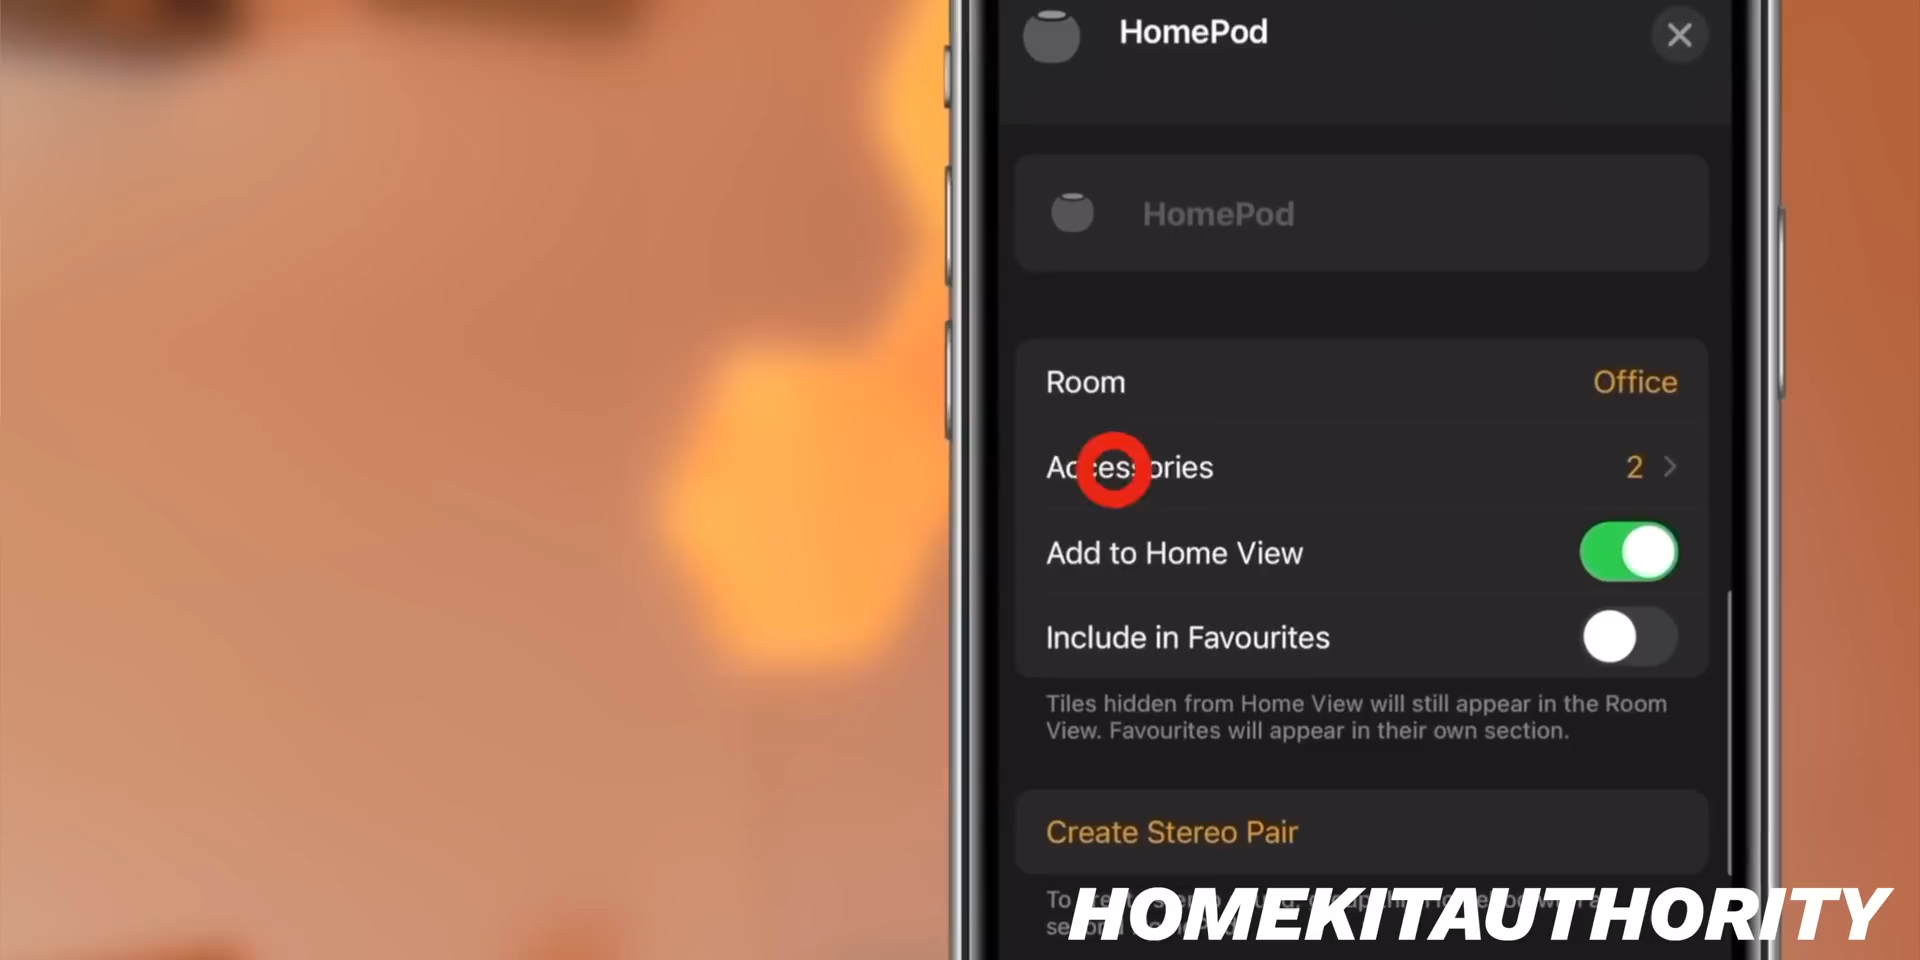 HomePod
HomePod
Room
Office
Accessories
2
Add to Home View
Include in Favourites
Tiles hidden from Home View will still appear in the Room
View. Favourites will appear in their own section.
Create Stereo Pair
To
HOMEKITAUTHORITY